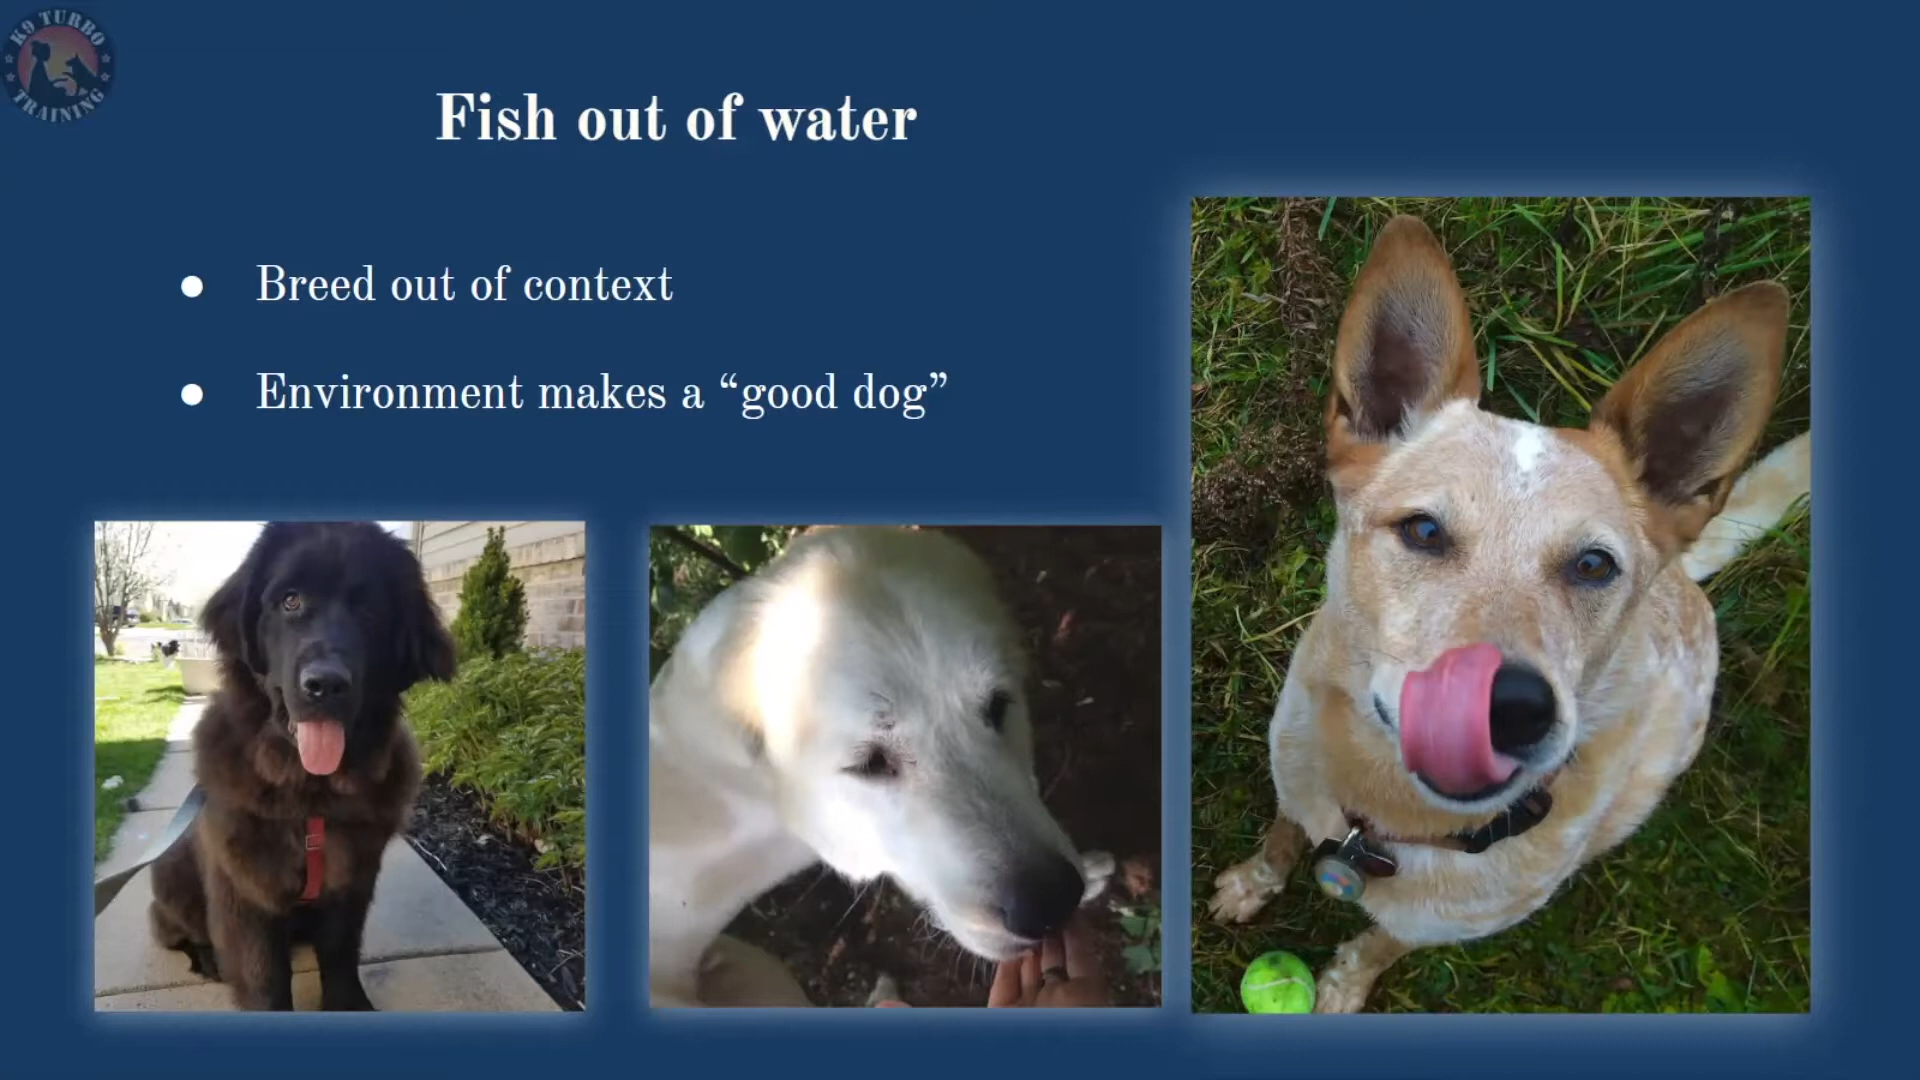 K9 TURBO
TRAINING
Fish out of water
● Breed out of context
● Environment makes a “good dog”